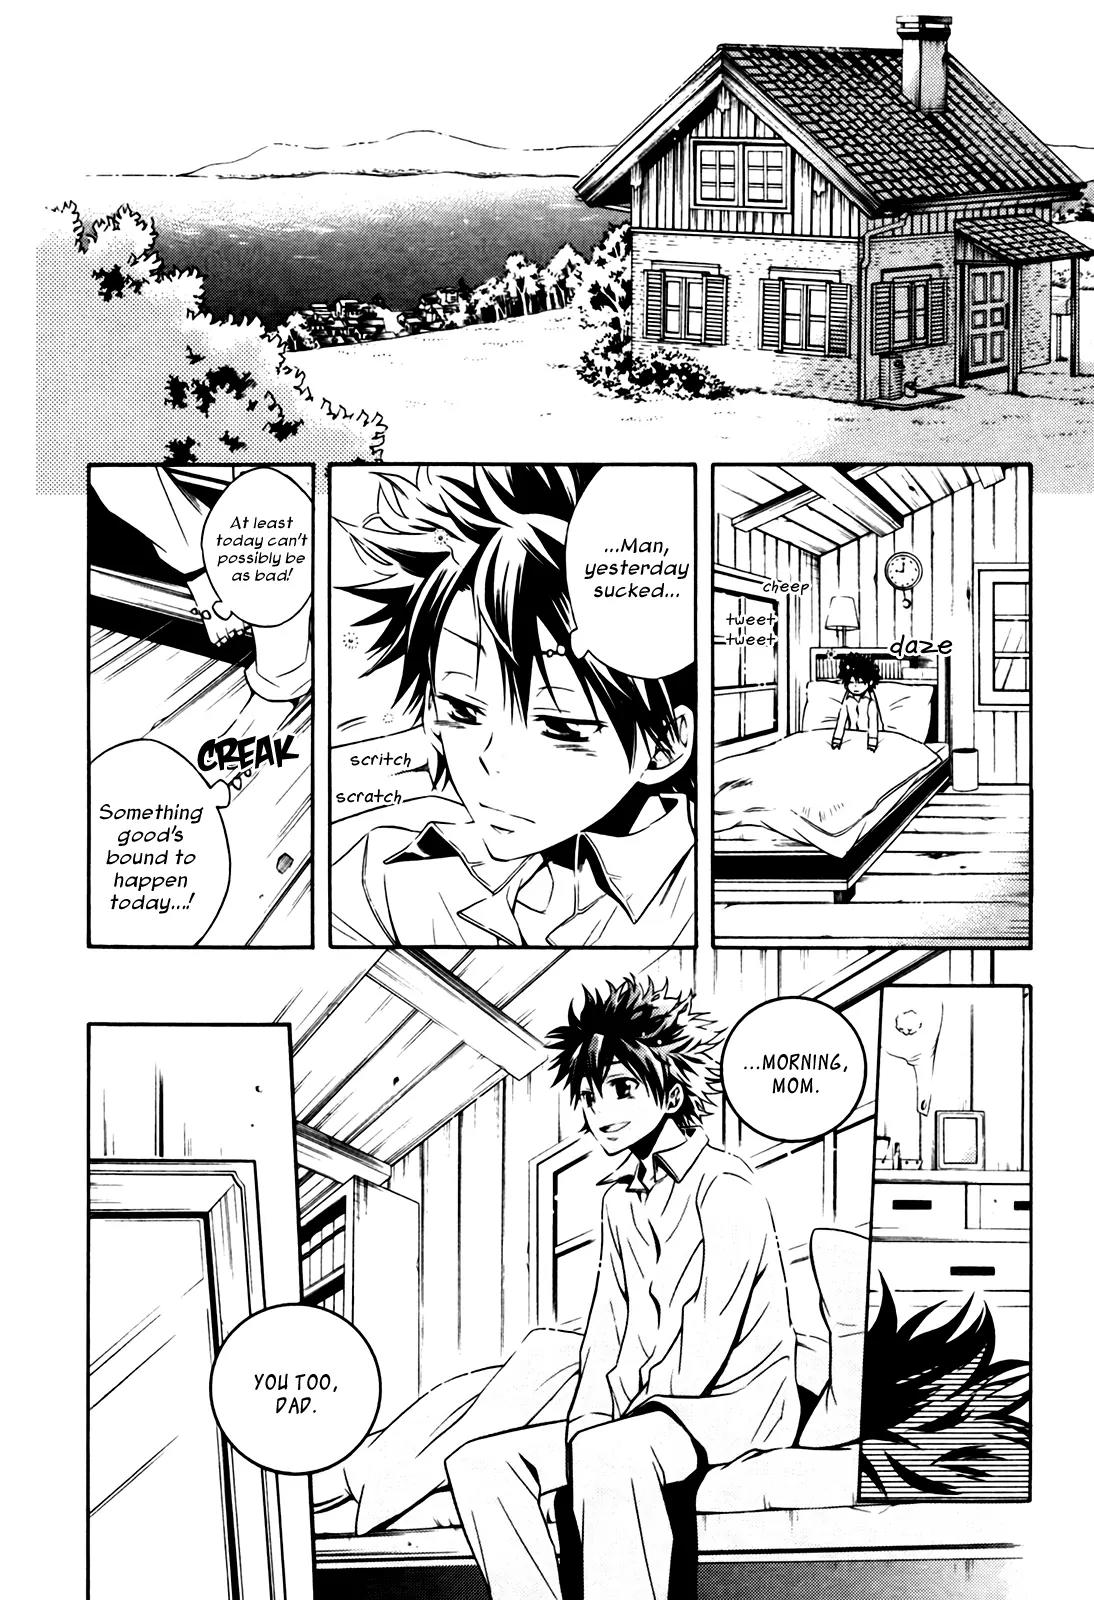 cheep
tweet
tweet
daze
...Man,
yesterday
sucked...
scritch
scratch
At least
today can't
possibly be
as bad!
CREAK
Something
good's
bound to
happen
today...!
...MORNING,
MOM.
YOU TOO,
DAD.